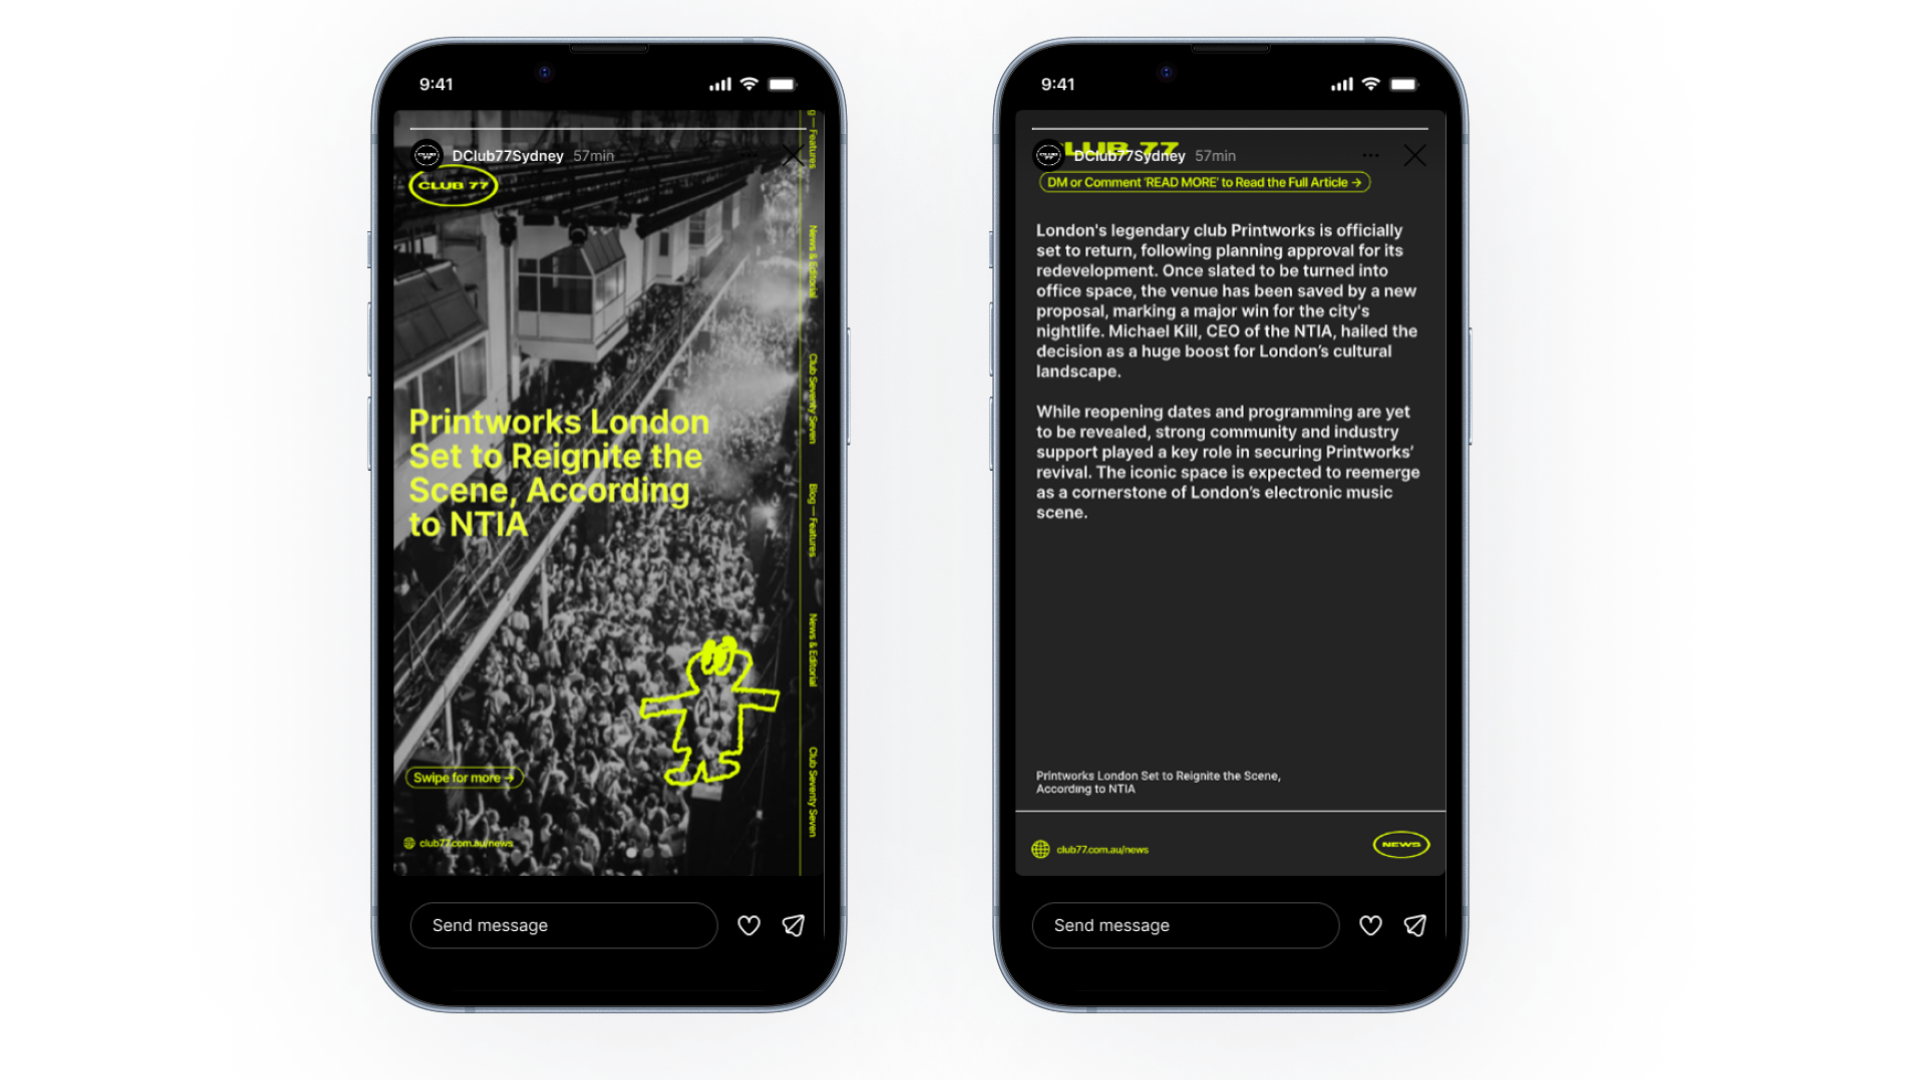 9:41
DClub77Sydney 57min
CLUB 77
Printworks London
Set to Reignite the
Scene, According
to NTIA
Swipe for more →
club77.com.au/news
g — Features
News & Editorial
Club Seventy Seven
Blog — Features
News & Editorial
Club Seventy Seven
Send message
9:41
CLUB 77
DClub77Sydney 57min
DM or Comment 'READ MORE' to Read the Full Article →
London's legendary club Printworks is officially
set to return, following planning approval for its
redevelopment. Once slated to be turned into
office space, the venue has been saved by a new
proposal, marking a major win for the city's
nightlife. Michael Kill, CEO of the NTIA, hailed the
decision as a huge boost for London’s cultural
landscape.
While reopening dates and programming are yet
to be revealed, strong community and industry
support played a key role in securing Printworks’
revival. The iconic space is expected to reemerge
as a cornerstone of London’s electronic music
scene.
Printworks London Set to Reignite the Scene,
According to NTIA
club77.com.au/news
NEWS
Send message